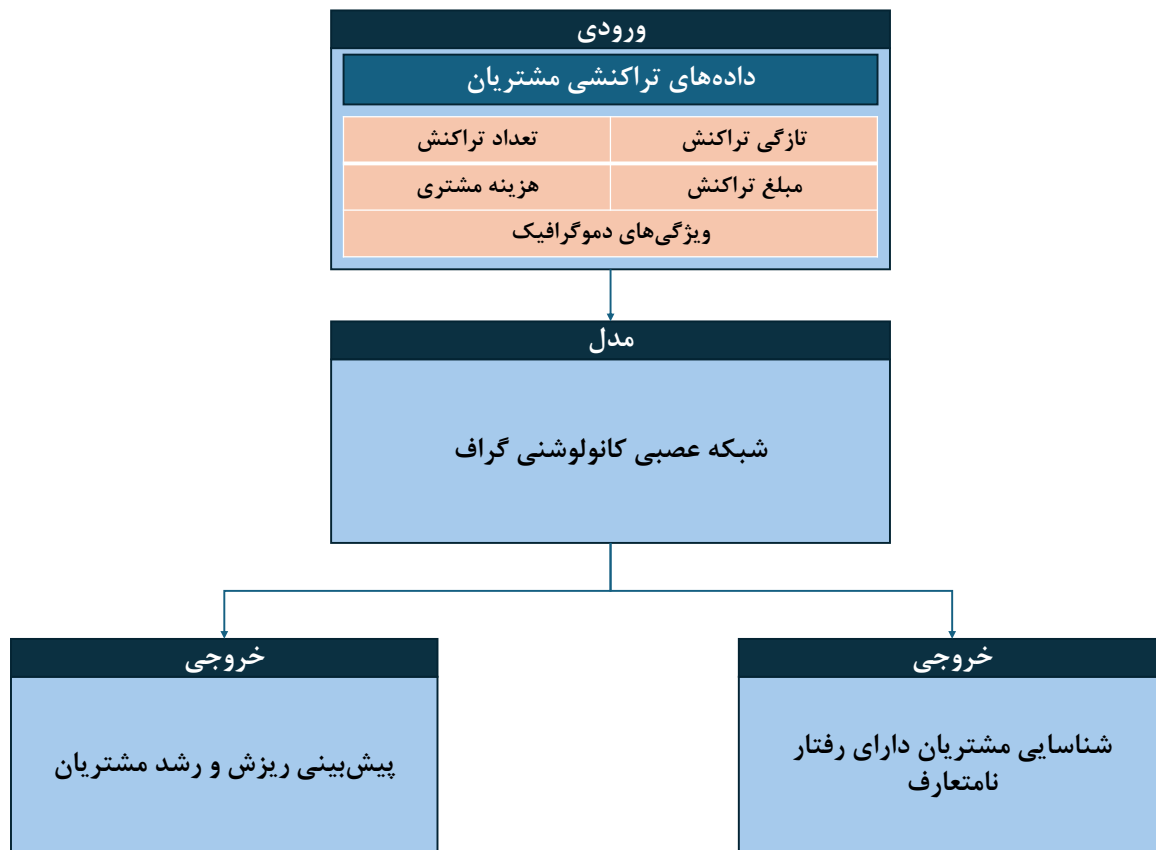 ورودی
داده‌های تراکنشی مشتریان
تازگی تراکنش
تعداد تراکنش
مبلغ تراکنش
هزینه مشتری
ویژگی‌های دموگرافیک
مدل
شبکه عصبی کانولوشنی گراف
خروجی
شناسایی مشتریان دارای رفتار
نامتعارف
خروجی
پیش‌بینی ریزش و رشد مشتریان